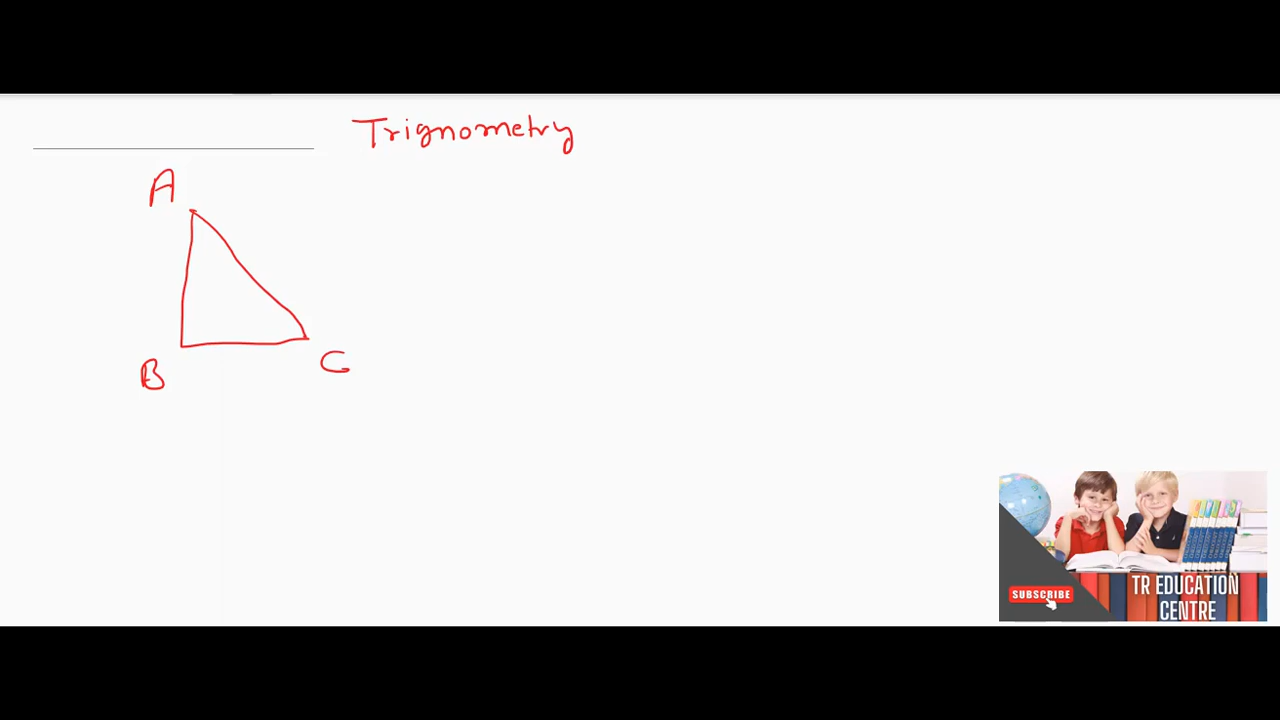 Trignometry
A
B
C
SUBSCRIBE
TR EDUCATION
CENTRE